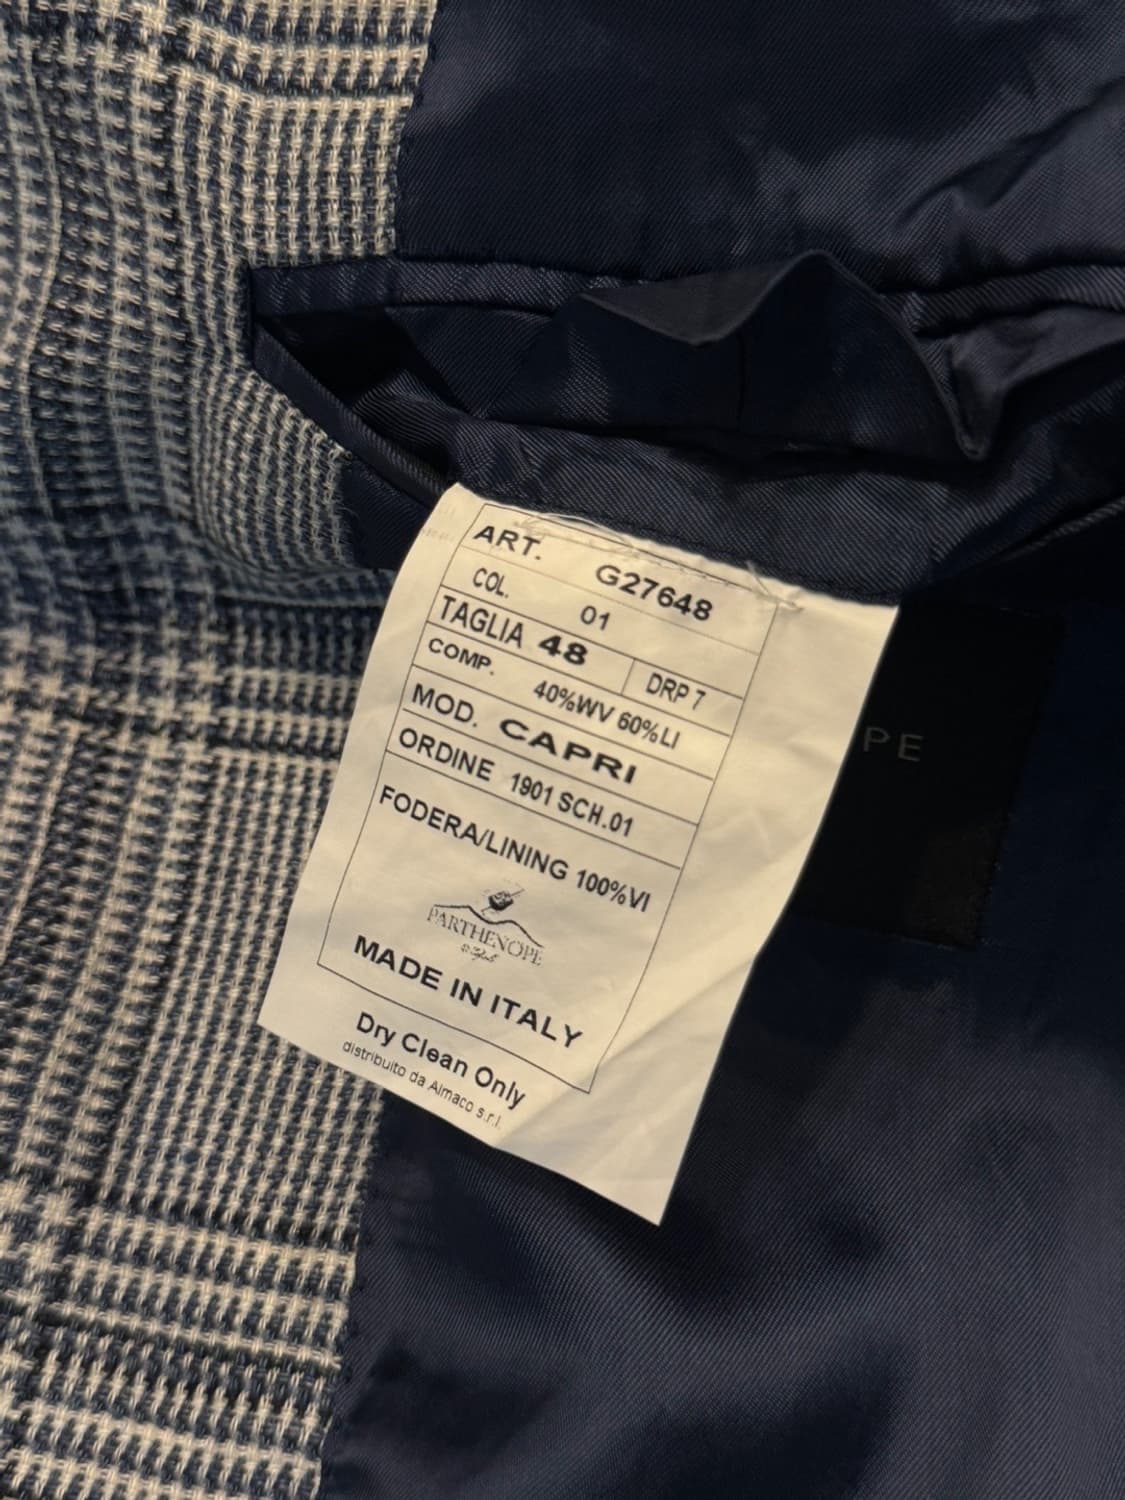 ART. G27648
COL. 01
TAGLIA 48 DRP 7
COMP. 40%WV 60%LI
MOD. CAPRI
ORDINE 1901 SCH.01
FODERA/LINING 100%VI
PARTHENOPE
MADE IN ITALY
Dry Clean Only
distribuito da Almaco s.r.l.
PE